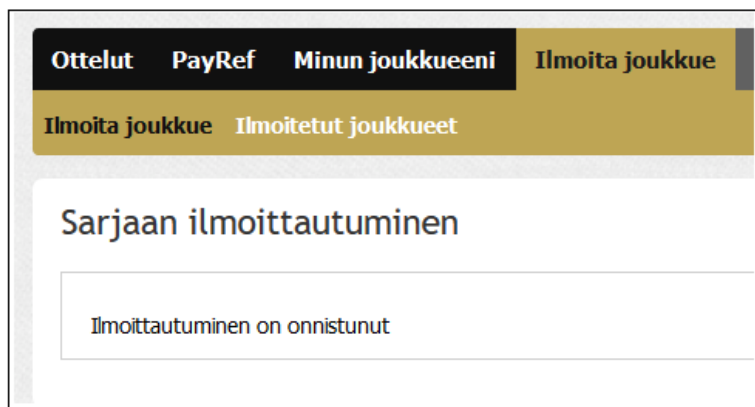 Ottelut PayRef Minun joukkueeni Ilmoita joukkue
Ilmoita joukkue Ilmoitetut joukkueet
Sarjaan ilmoittautuminen
Ilmoittautuminen on onnistunut